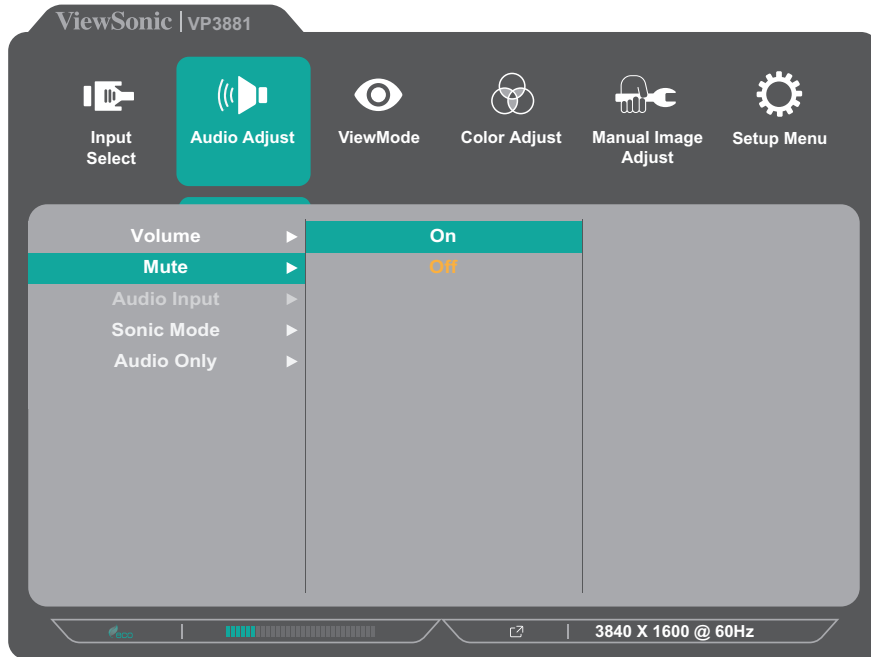 ViewSonic | VP3881
Input Select
Audio Adjust
ViewMode
Color Adjust
Manual Image Adjust
Setup Menu
Volume
On
Mute
Off
Audio Input
Sonic Mode
Audio Only
eco
3840 X 1600 @ 60Hz